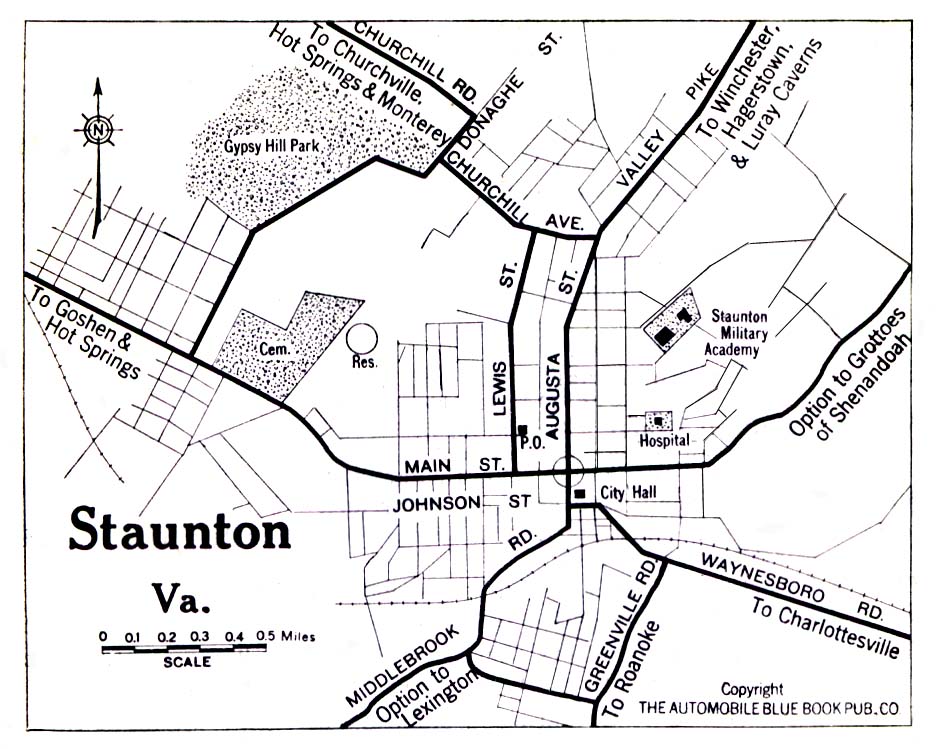 CHURCHILL RD.
To Churchville,
Hot Springs & Monterey
DONAGHE ST.
VALLEY PIKE
To Winchester,
Hagerstown,
& Luray Caverns
N
Gypsy Hill Park
CHURCHILL AVE.
To Goshen &
Hot Springs
Cem.
Res.
LEWIS ST.
AUGUSTA ST.
Staunton
Military
Academy
Option to Grottoes
of Shenandoah
P.O.
Hospital
MAIN ST.
JOHNSON ST
City Hall
Staunton
Va.
0 0.1 0.2 0.3 0.4 0.5 Miles
SCALE
MIDDLEBROOK RD.
Option to
Lexington
GREENVILLE RD.
To Roanoke
WAYNESBORO RD.
To Charlottesville
Copyright
THE AUTOMOBILE BLUE BOOK PUB. CO